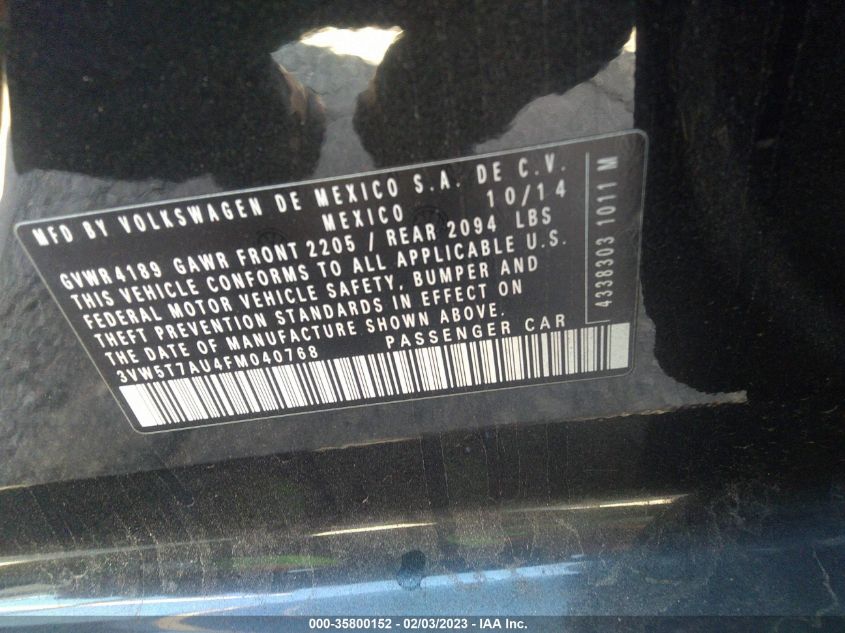 MFD BY VOLKSWAGEN DE MEXICO S.A. DE C.V.
MEXICO 10/14
GVWR4189 GAWR FRONT 2205 / REAR 2094 LBS
THIS VEHICLE CONFORMS TO ALL APPLICABLE U.S.
FEDERAL MOTOR VEHICLE SAFETY, BUMPER AND
THEFT PREVENTION STANDARDS IN EFFECT ON
THE DATE OF MANUFACTURE SHOWN ABOVE.
3VW5T7AU4FM040768 PASSENGER CAR
4338303 1011 M
000-35800152 - 02/03/2023 - IAA Inc.